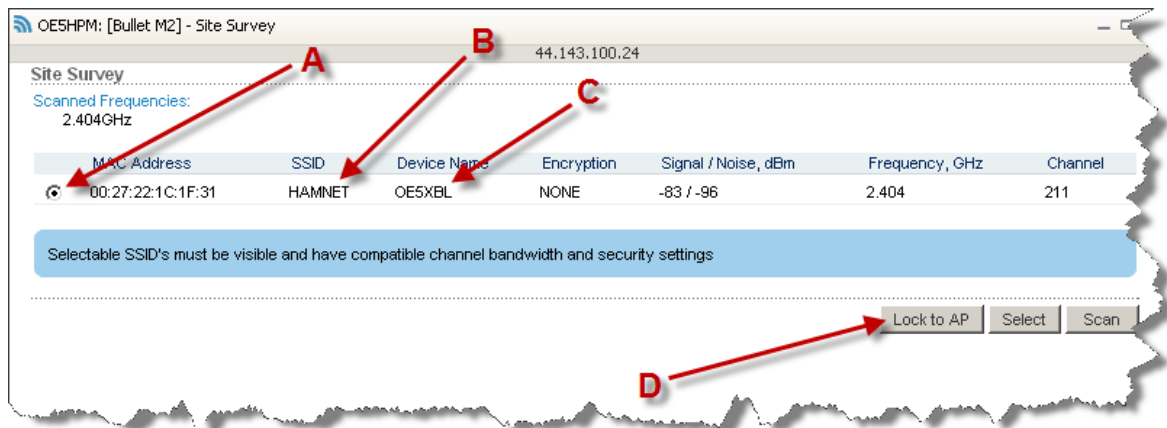 OE5HPM: [Bullet M2] - Site Survey
44.143.100.24
Site Survey
A
B
C
Scanned Frequencies:
2.404GHz
MAC Address SSID Device Name Encryption Signal / Noise, dBm Frequency, GHz Channel
00:27:22:1C:1F:31 HAMNET OE5XBL NONE -83 / -96 2.404 211
Selectable SSID's must be visible and have compatible channel bandwidth and security settings
Lock to AP Select Scan
D